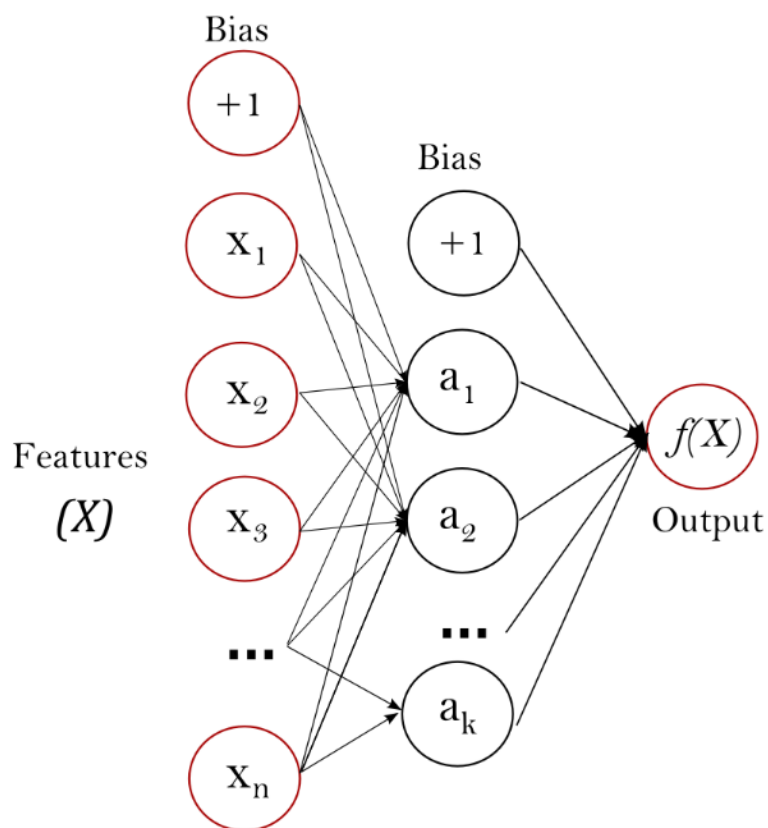 Bias
+1
x₁
x₂
x₃
...
xₙ
Features
(X)
Bias
+1
a₁
a₂
...
aₖ
f(X)
Output